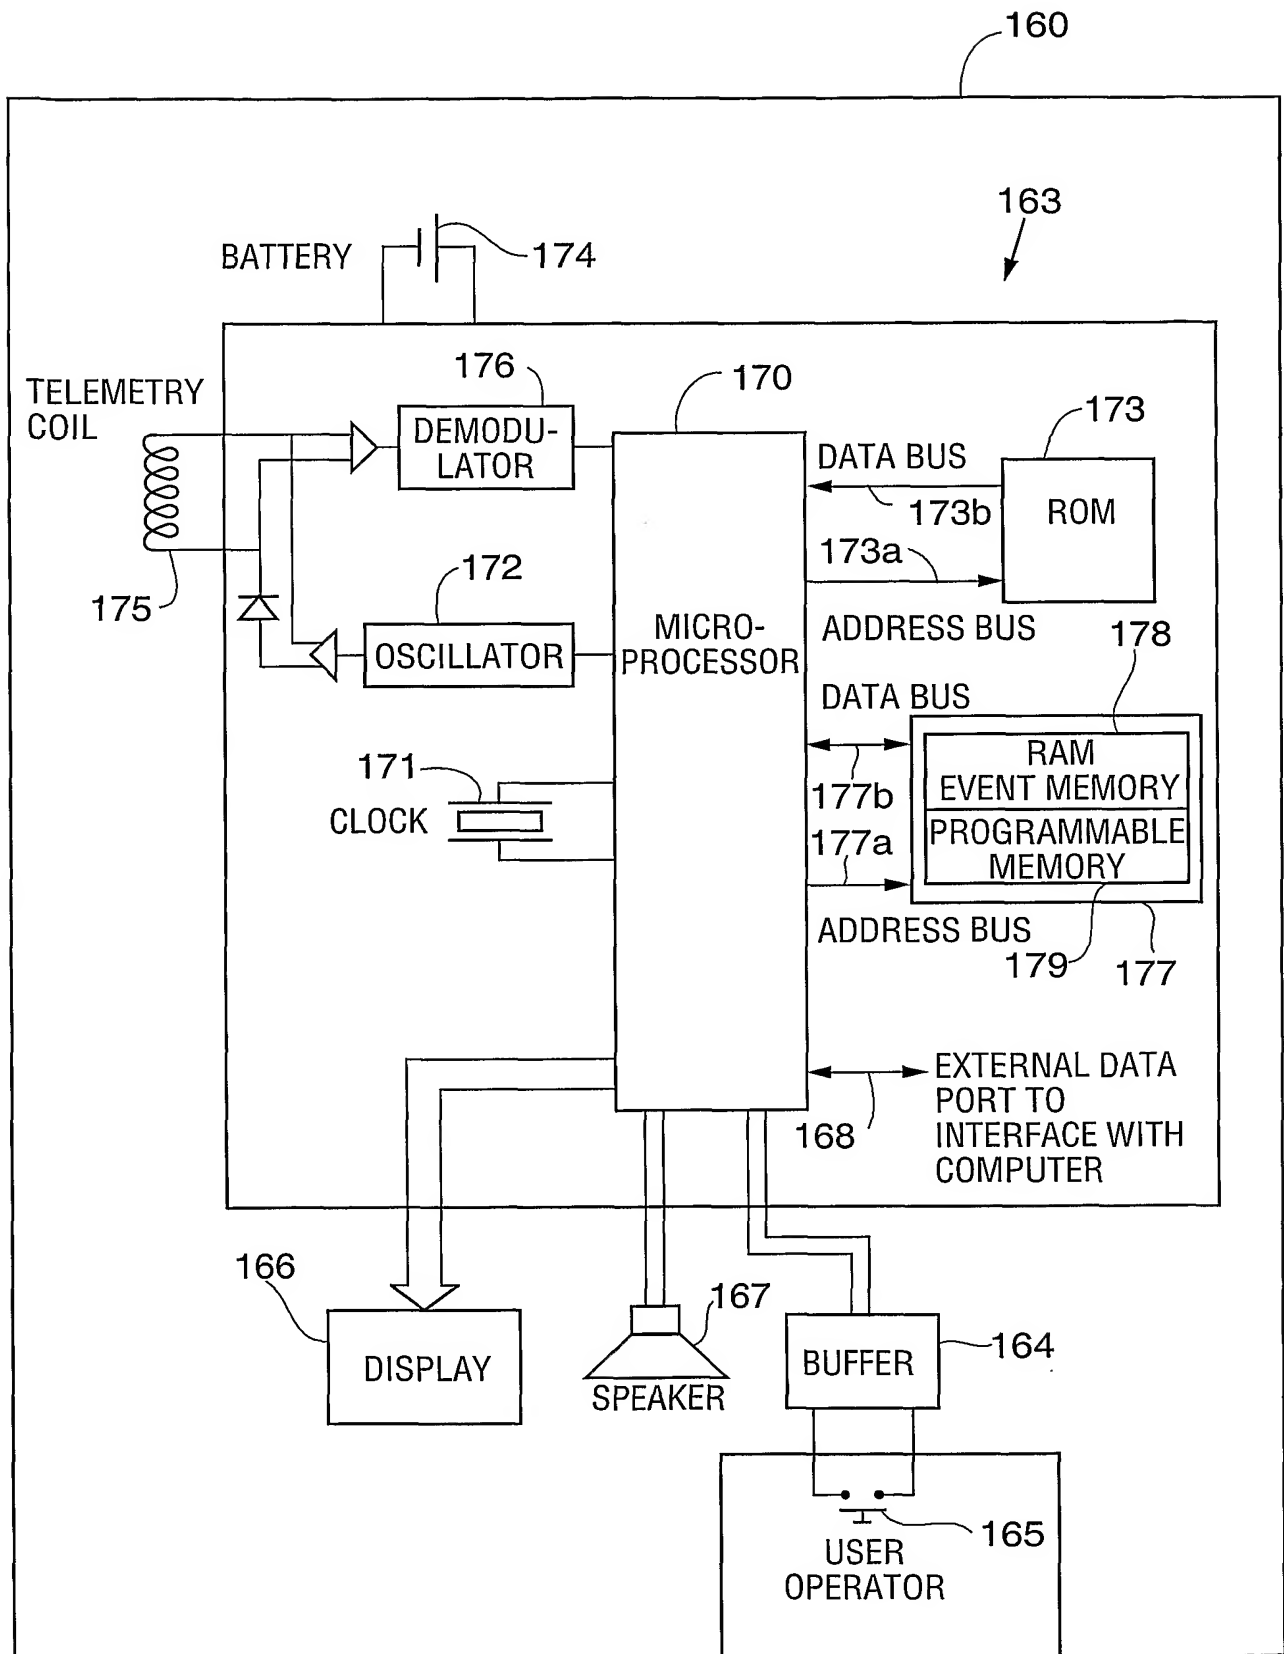 160
163
BATTERY
174
TELEMETRY
COIL
176
170
173
DEMODU-
LATOR
DATA BUS
173b
ROM
173a
172
175
ADDRESS BUS
178
OSCILLATOR
MICRO-
PROCESSOR
DATA BUS
171
CLOCK
177b
RAM
EVENT MEMORY
177a
PROGRAMMABLE
MEMORY
ADDRESS BUS
179
177
168
EXTERNAL DATA
PORT TO
INTERFACE WITH
COMPUTER
166
DISPLAY
167
SPEAKER
BUFFER
164
165
USER
OPERATOR